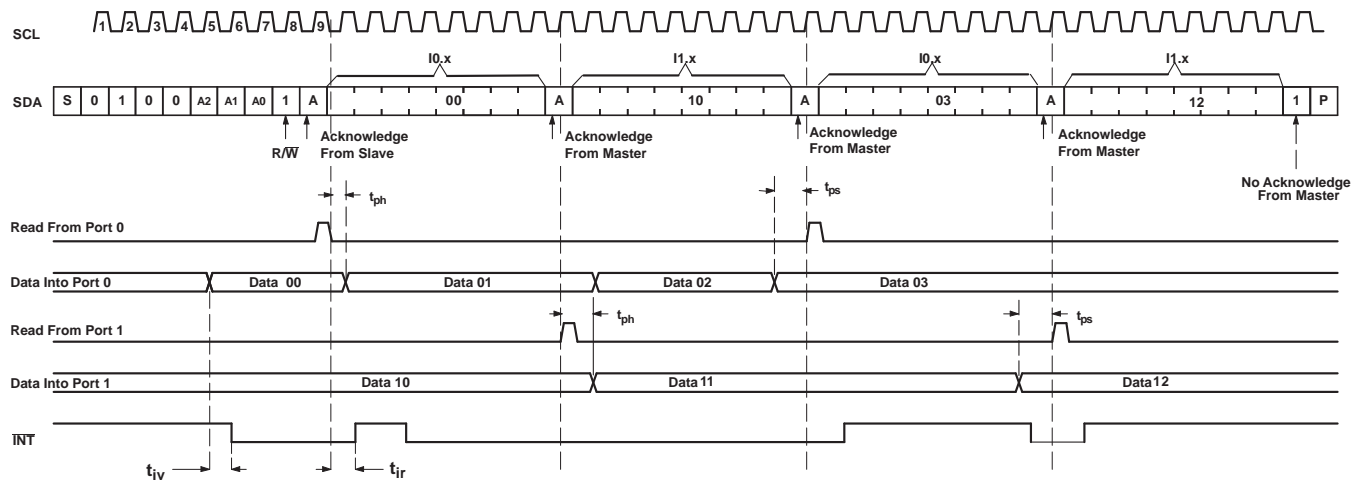 SCL
1 2 3 4 5 6 7 8 9
I0.x I1.x I0.x I1.x
SDA S 0 1 0 0 A2 A1 A0 1 A 00 A 10 A 03 A 12 1 P
R/W
Acknowledge
From Slave
Acknowledge
From Master
Acknowledge
From Master
Acknowledge
From Master
No Acknowledge
From Master
tph
tps
Read From Port 0
Data Into Port 0 Data 00 Data 01 Data 02 Data 03
Read From Port 1
tph
tps
Data Into Port 1 Data 10 Data 11 Data 12
INT
tiv
tir